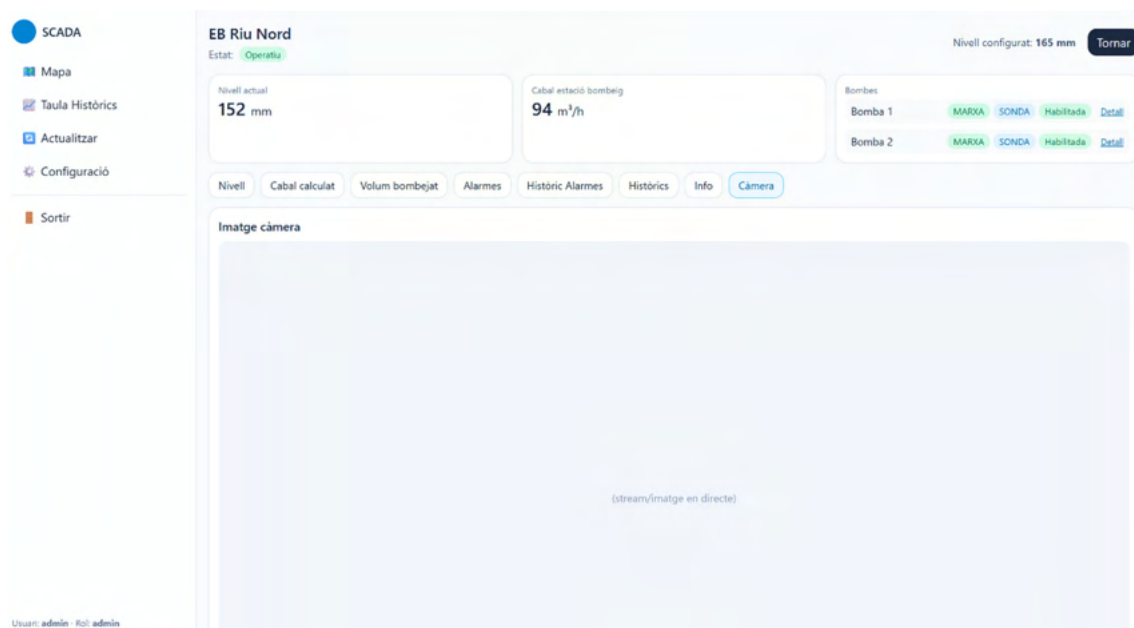 SCADA
Mapa
Taula Històrics
Actualitzar
Configuració
Sortir
Usuari: admin · Rol: admin
EB Riu Nord
Estat: Operatiu
Nivell configurat: 165 mm
Tornar
Nivell actual
152 mm
Cabal estació bombeig
94 m³/h
Bombes
Bomba 1 MARXA SONDA Habilitada Detall
Bomba 2 MARXA SONDA Habilitada Detall
Nivell Cabal calculat Volum bombejat Alarmes Històric Alarmes Històrics Info Càmera
Imatge càmera
(stream/imatge en directe)